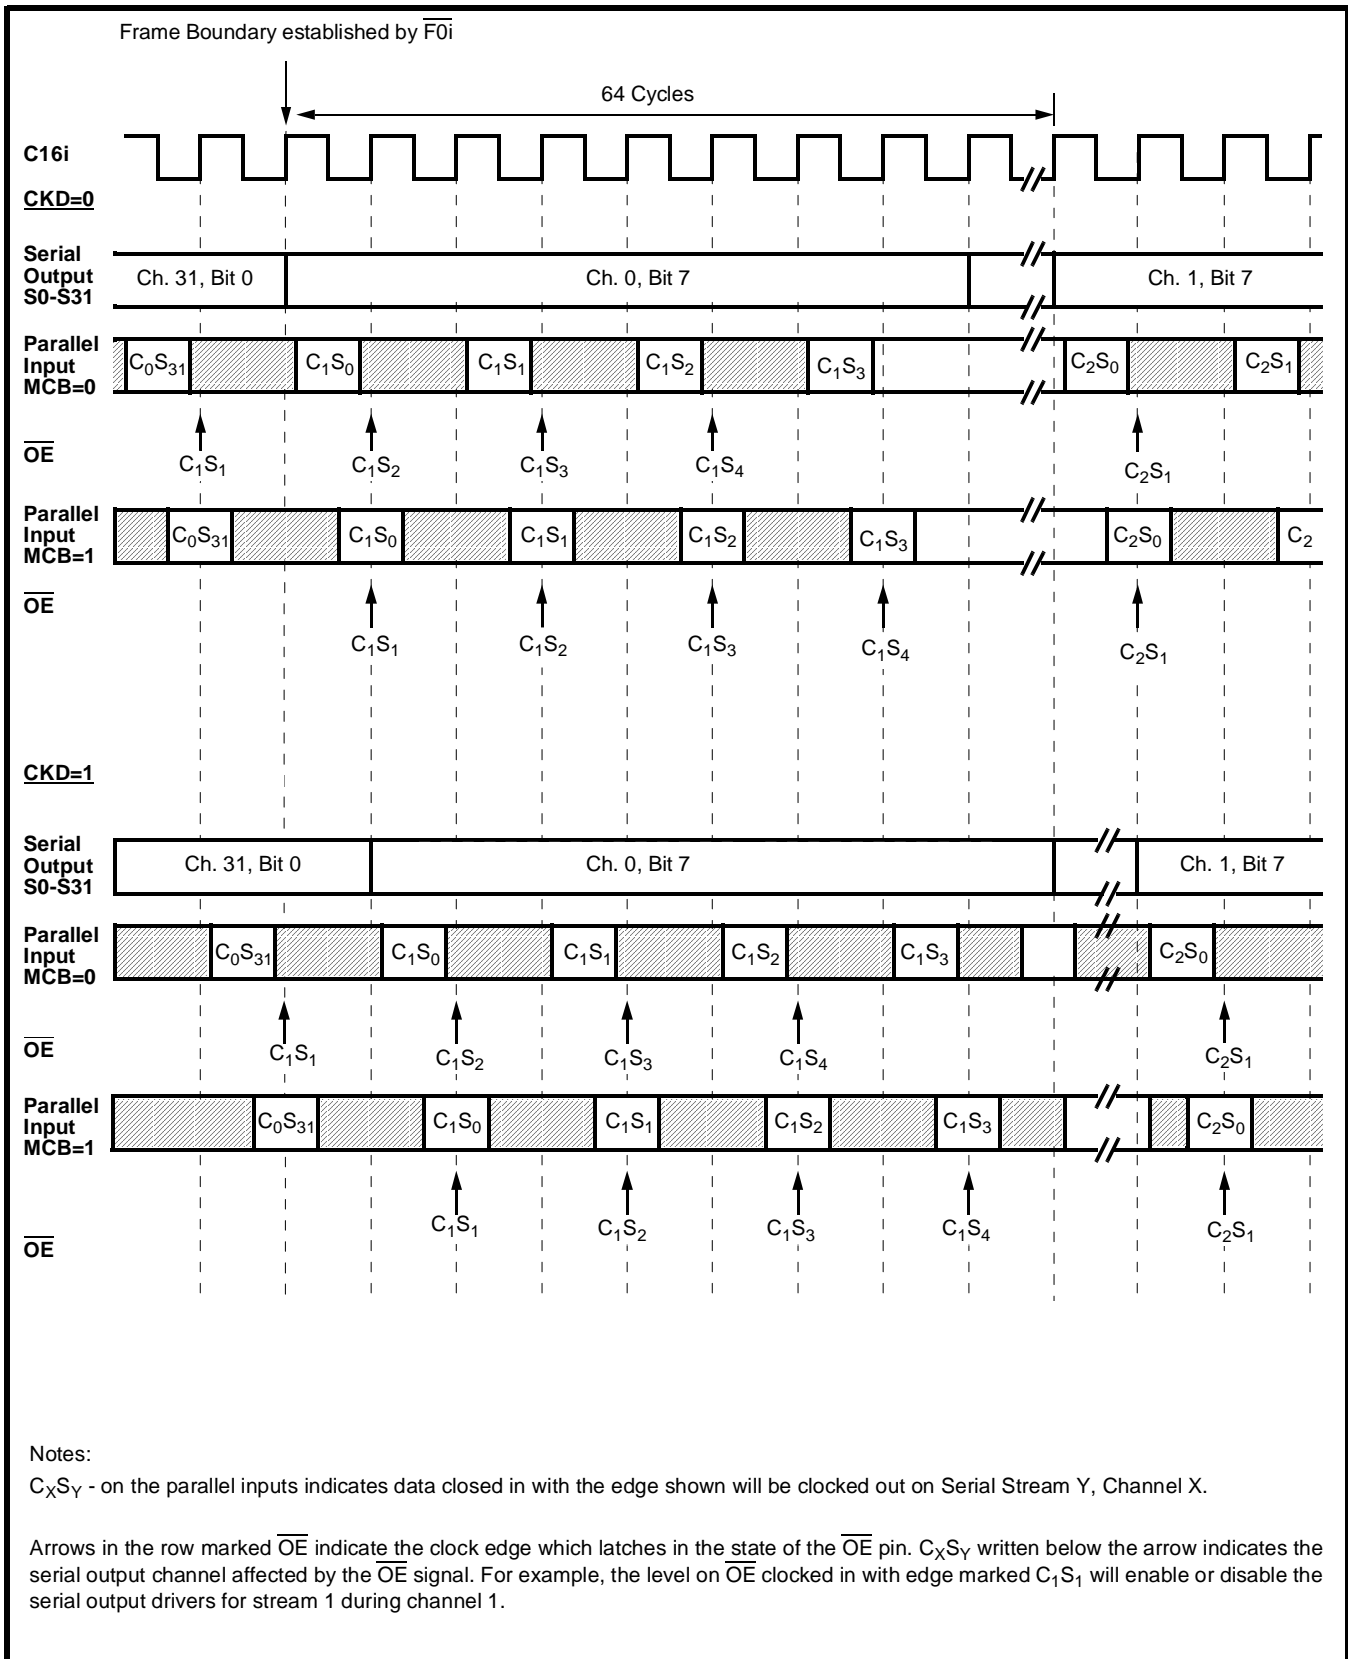 Frame Boundary established by F0i
64 Cycles
C16i
CKD=0
Serial
Output
S0-S31
Ch. 31, Bit 0
Ch. 0, Bit 7
Ch. 1, Bit 7
Parallel
Input
MCB=0
C0S31
C1S0
C1S1
C1S2
C1S3
C2S0
C2S1
OE
C1S1
C1S2
C1S3
C1S4
C2S1
Parallel
Input
MCB=1
C0S31
C1S0
C1S1
C1S2
C1S3
C2S0
C2
OE
C1S1
C1S2
C1S3
C1S4
C2S1
CKD=1
Serial
Output
S0-S31
Ch. 31, Bit 0
Ch. 0, Bit 7
Ch. 1, Bit 7
Parallel
Input
MCB=0
C0S31
C1S0
C1S1
C1S2
C1S3
C2S0
OE
C1S1
C1S2
C1S3
C1S4
C2S1
Parallel
Input
MCB=1
C0S31
C1S0
C1S1
C1S2
C1S3
C2S0
OE
C1S1
C1S2
C1S3
C1S4
C2S1
Notes:
CXSY - on the parallel inputs indicates data closed in with the edge shown will be clocked out on Serial Stream Y, Channel X.
Arrows in the row marked OE indicate the clock edge which latches in the state of the OE pin. CXSY written below the arrow indicates the
serial output channel affected by the OE signal. For example, the level on OE clocked in with edge marked C1S1 will enable or disable the
serial output drivers for stream 1 during channel 1.